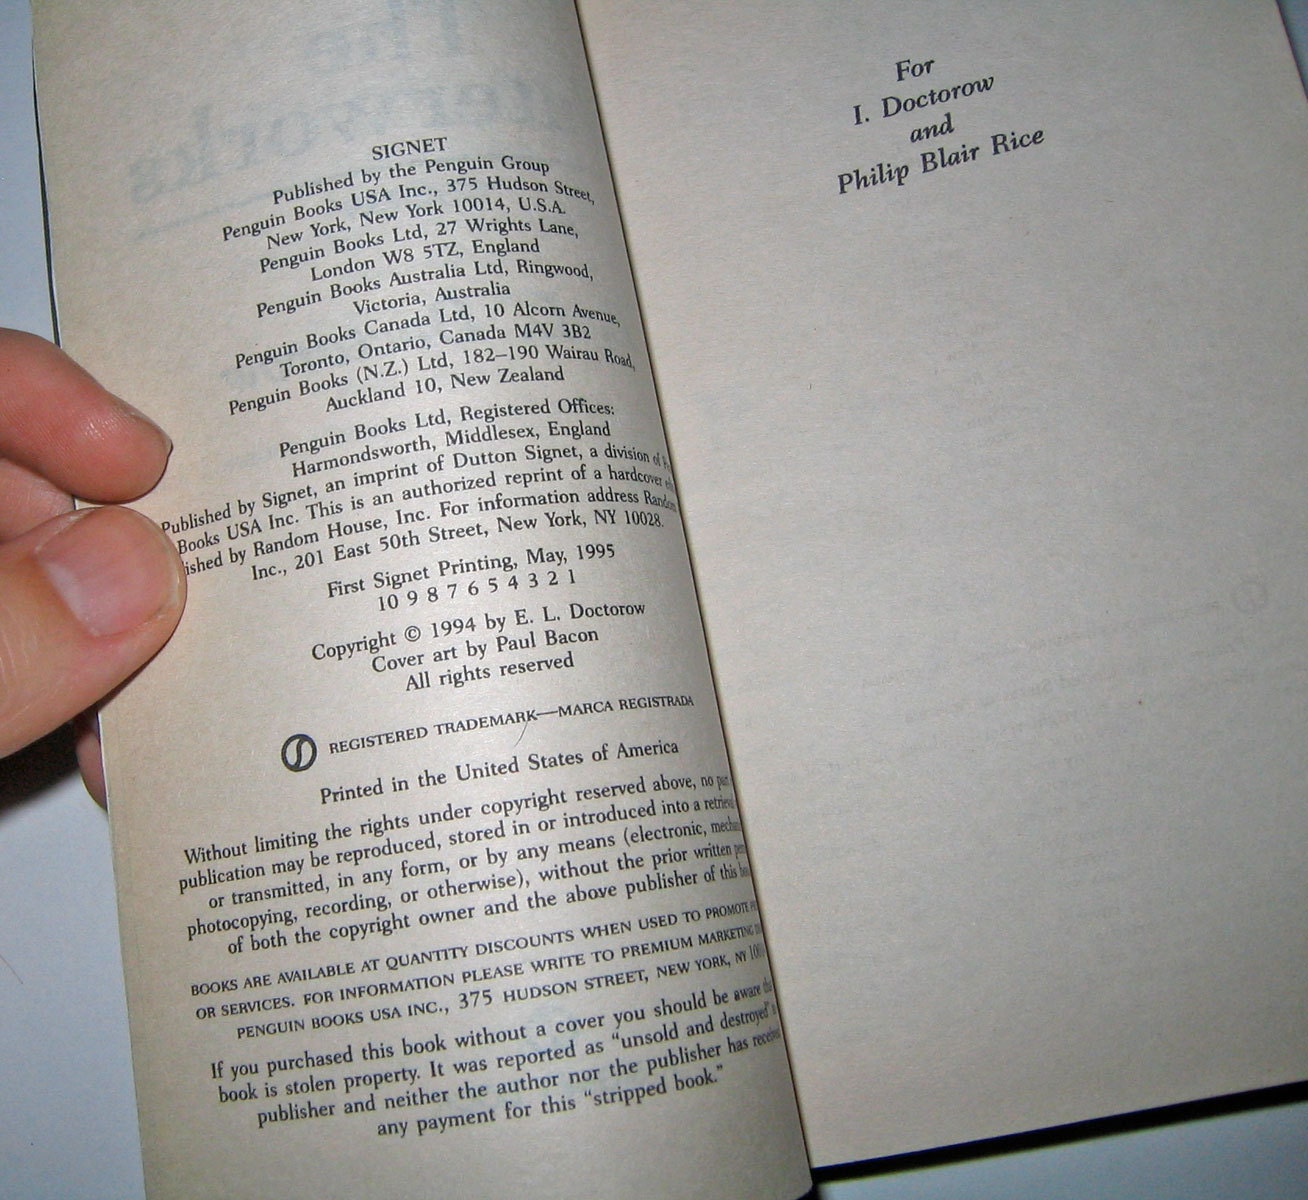 SIGNET
Published by the Penguin Group
Penguin Books USA Inc., 375 Hudson Street,
New York, New York 10014, U.S.A.
Penguin Books Ltd, 27 Wrights Lane,
London W8 5TZ, England
Penguin Books Australia Ltd, Ringwood,
Victoria, Australia
Penguin Books Canada Ltd, 10 Alcorn Avenue,
Toronto, Ontario, Canada M4V 3B2
Penguin Books (N.Z.) Ltd, 182–190 Wairau Road,
Auckland 10, New Zealand
Penguin Books Ltd, Registered Offices:
Harmondsworth, Middlesex, England
Published by Signet, an imprint of Dutton Signet, a division of
Books USA Inc. This is an authorized reprint of a hardcover
by Random House, Inc. For information address Random
Inc., 201 East 50th Street, New York, NY 10028.
First Signet Printing, May, 1995
10 9 8 7 6 5 4 3 2 1
Copyright © 1994 by E. L. Doctorow
Cover art by Paul Bacon
All rights reserved
REGISTERED TRADEMARK—MARCA REGISTRADA
Printed in the United States of America
Without limiting the rights under copyright reserved above, no
publication may be reproduced, stored in or introduced into a
or transmitted, in any form, or by any means (electronic,
photocopying, recording, or otherwise), without the prior written
of both the copyright owner and the above publisher of this
BOOKS ARE AVAILABLE AT QUANTITY DISCOUNTS WHEN USED TO PROMOTE
OR SERVICES. FOR INFORMATION PLEASE WRITE TO PREMIUM MARKETING
PENGUIN BOOKS USA INC., 375 HUDSON STREET, NEW YORK, NY
If you purchased this book without a cover you should be aware
book is stolen property. It was reported as "unsold and destroyed"
publisher and neither the author nor the publisher has received
any payment for this "stripped book."
For
I. Doctorow
and
Philip Blair Rice